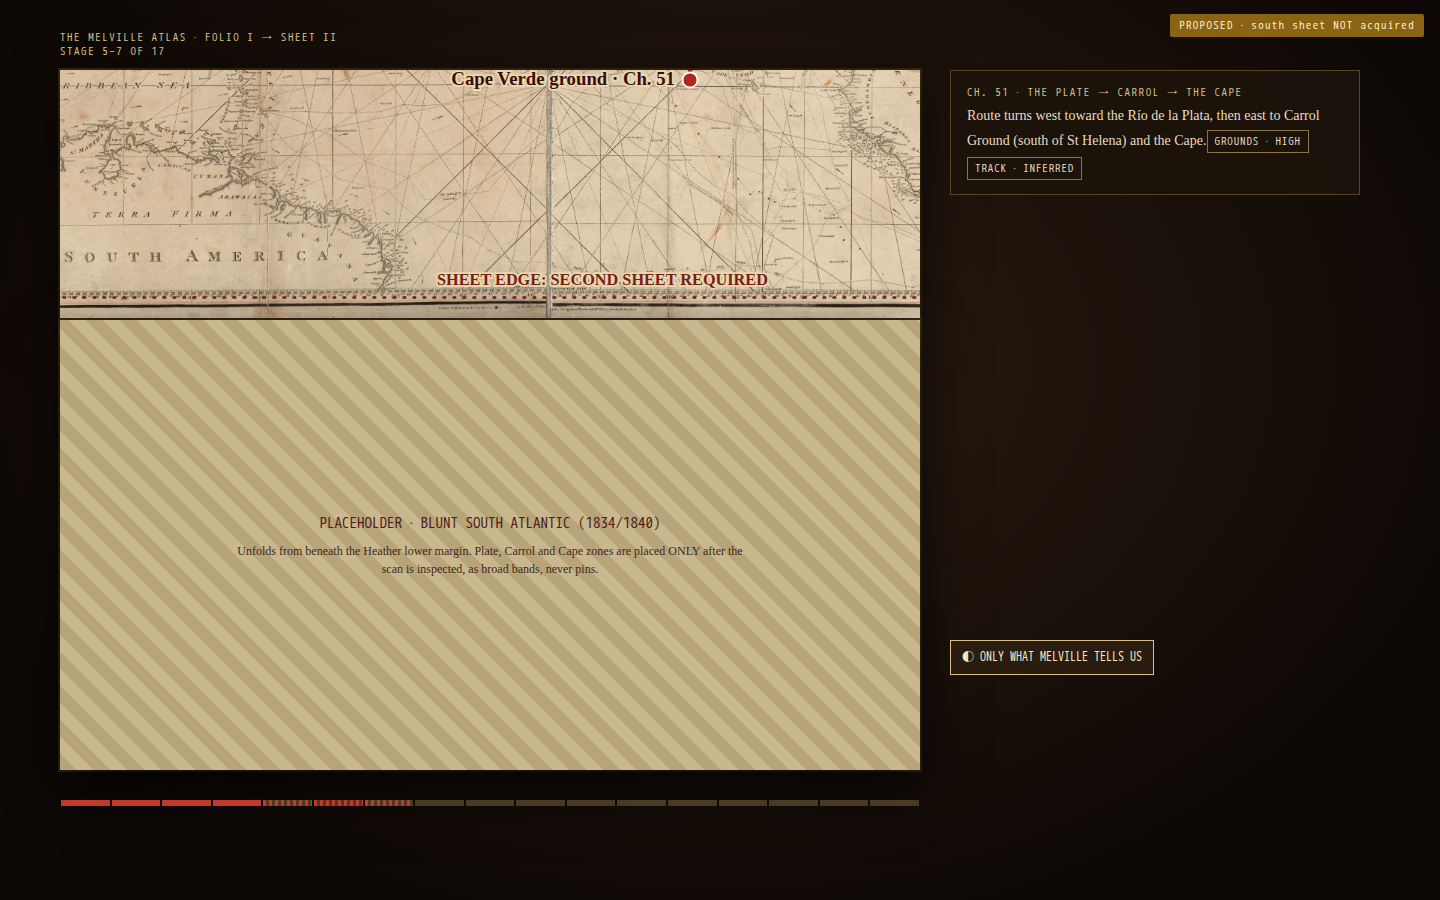 PROPOSED · south sheet NOT acquired
THE MELVILLE ATLAS · FOLIO I → SHEET II
STAGE 5–7 OF 17
Cape Verde ground · Ch. 51
RIBBEAN SEA
CUMANA
TERRA FIRMA
SOUTH AMERICA
SHEET EDGE: SECOND SHEET REQUIRED
PLACEHOLDER · BLUNT SOUTH ATLANTIC (1834/1840)
Unfolds from beneath the Heather lower margin. Plate, Carrol and Cape zones are placed ONLY after the
scan is inspected, as broad bands, never pins.
CH. 51 · THE PLATE → CARROL → THE CAPE
Route turns west toward the Río de la Plata, then east to Carrol
Ground (south of St Helena) and the Cape. GROUNDS · HIGH
TRACK · INFERRED
◐ ONLY WHAT MELVILLE TELLS US